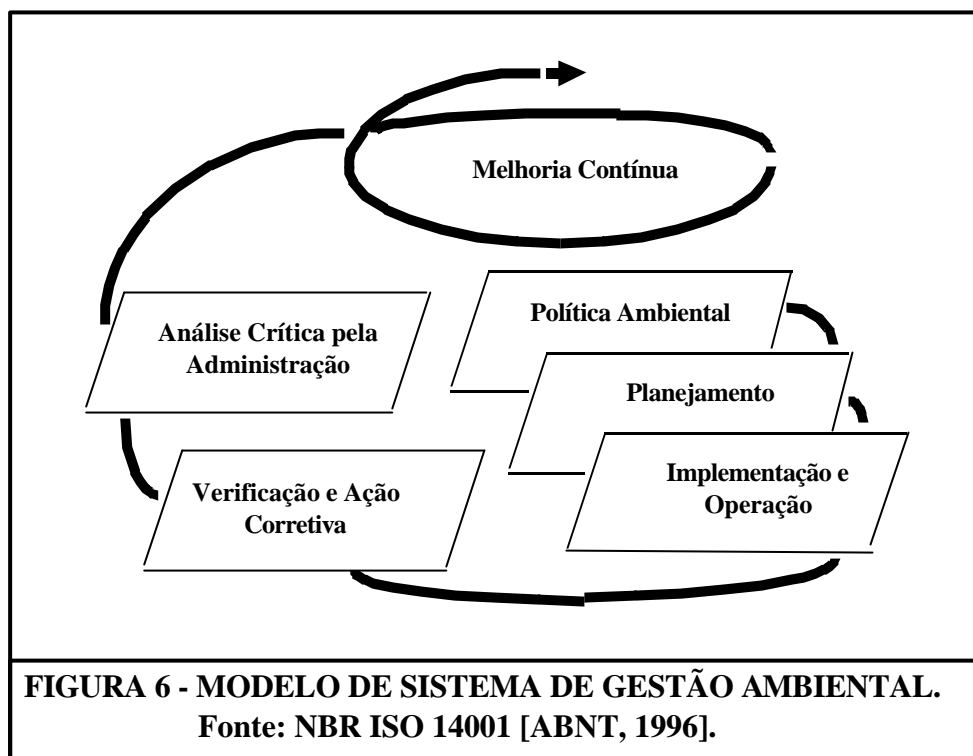 Melhoria Contínua
Política Ambiental
Planejamento
Implementação e
Operação
Verificação e Ação
Corretiva
Análise Crítica pela
Administração
FIGURA 6 - MODELO DE SISTEMA DE GESTÃO AMBIENTAL.
Fonte: NBR ISO 14001 [ABNT, 1996].